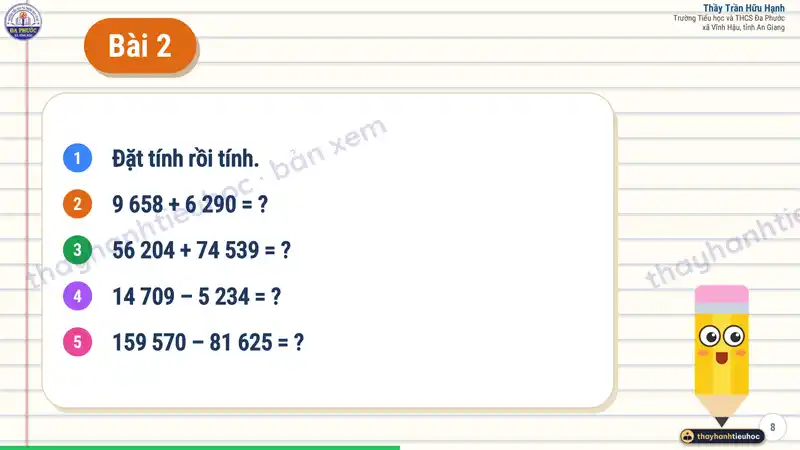 Thầy Trần Hữu Hạnh
Trường Tiểu học và THCS Đa Phước
xã Vĩnh Hậu, tỉnh An Giang
ĐA PHƯỚC
Bài 2
1 Đặt tính rồi tính.
2 9 658 + 6 290 = ?
3 56 204 + 74 539 = ?
4 14 709 – 5 234 = ?
5 159 570 – 81 625 = ?
thayhanhtieuhoc · bản xem
thayhanhtie
thayhanhtieuhoc
8